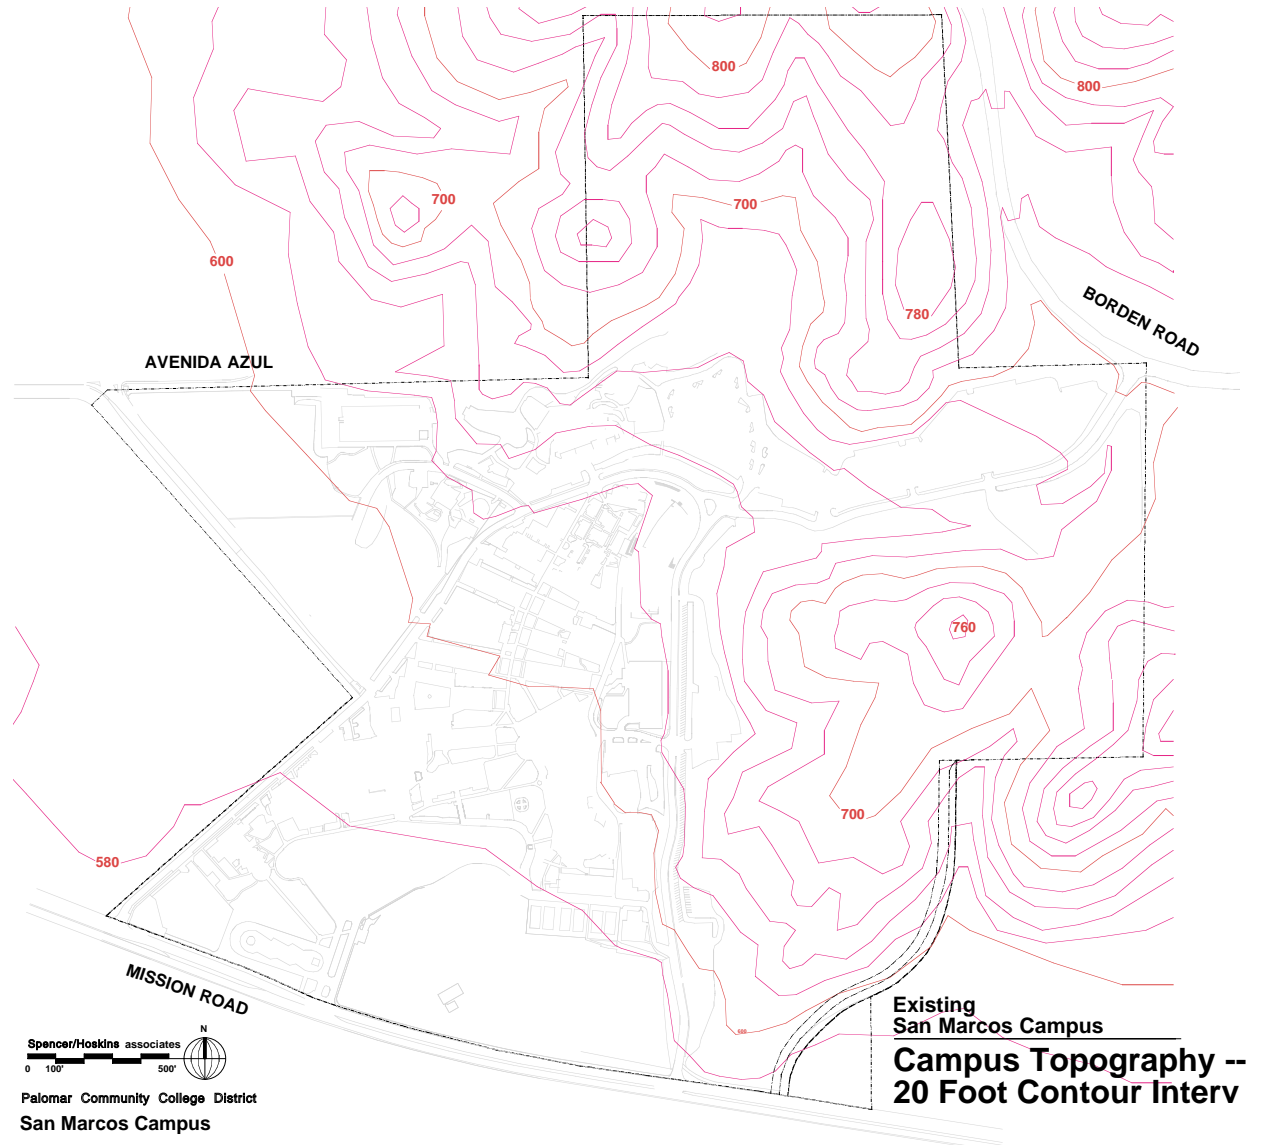 800
800
700
700
600
780
BORDEN ROAD
AVENIDA AZUL
760
700
580
600
MISSION ROAD
Existing
San Marcos Campus
Campus Topography --
20 Foot Contour Interv
N
Spencer/Hoskins associates
0 100' 500'
Palomar Community College District
San Marcos Campus